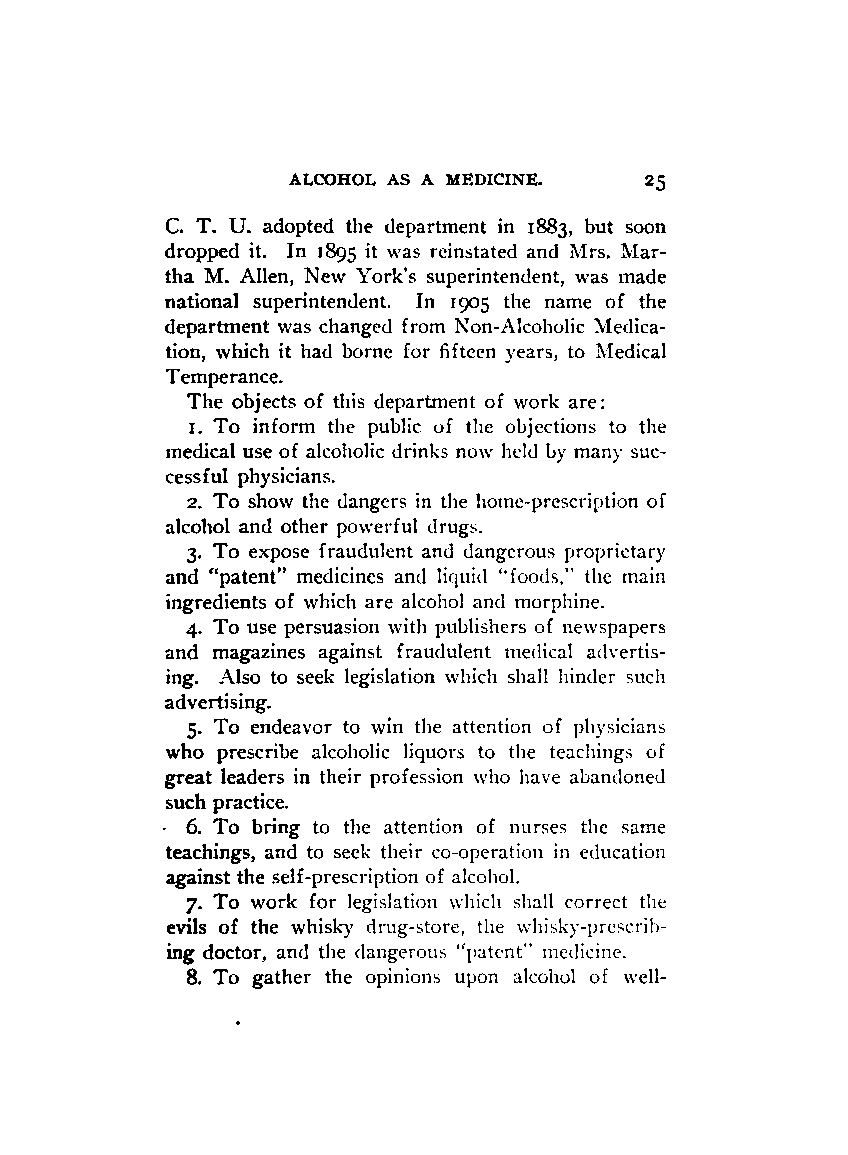 ALCOHOL AS A MEDICINE. 25
C. T. U. adopted the department in 1883, but soon
dropped it. In 1895 it was reinstated and Mrs. Mar-
tha M. Allen, New York's superintendent, was made
national superintendent. In 1905 the name of the
department was changed from Non-Alcoholic Medica-
tion, which it had borne for fifteen years, to Medical
Temperance.
The objects of this department of work are:
1. To inform the public of the objections to the
medical use of alcoholic drinks now held by many suc-
cessful physicians.
2. To show the dangers in the home-prescription of
alcohol and other powerful drugs.
3. To expose fraudulent and dangerous proprietary
and "patent" medicines and liquid "foods," the main
ingredients of which are alcohol and morphine.
4. To use persuasion with publishers of newspapers
and magazines against fraudulent medical advertis-
ing. Also to seek legislation which shall hinder such
advertising.
5. To endeavor to win the attention of physicians
who prescribe alcoholic liquors to the teachings of
great leaders in their profession who have abandoned
such practice.
6. To bring to the attention of nurses the same
teachings, and to seek their co-operation in education
against the self-prescription of alcohol.
7. To work for legislation which shall correct the
evils of the whisky drug-store, the whisky-prescrib-
ing doctor, and the dangerous "patent" medicine.
8. To gather the opinions upon alcohol of well-